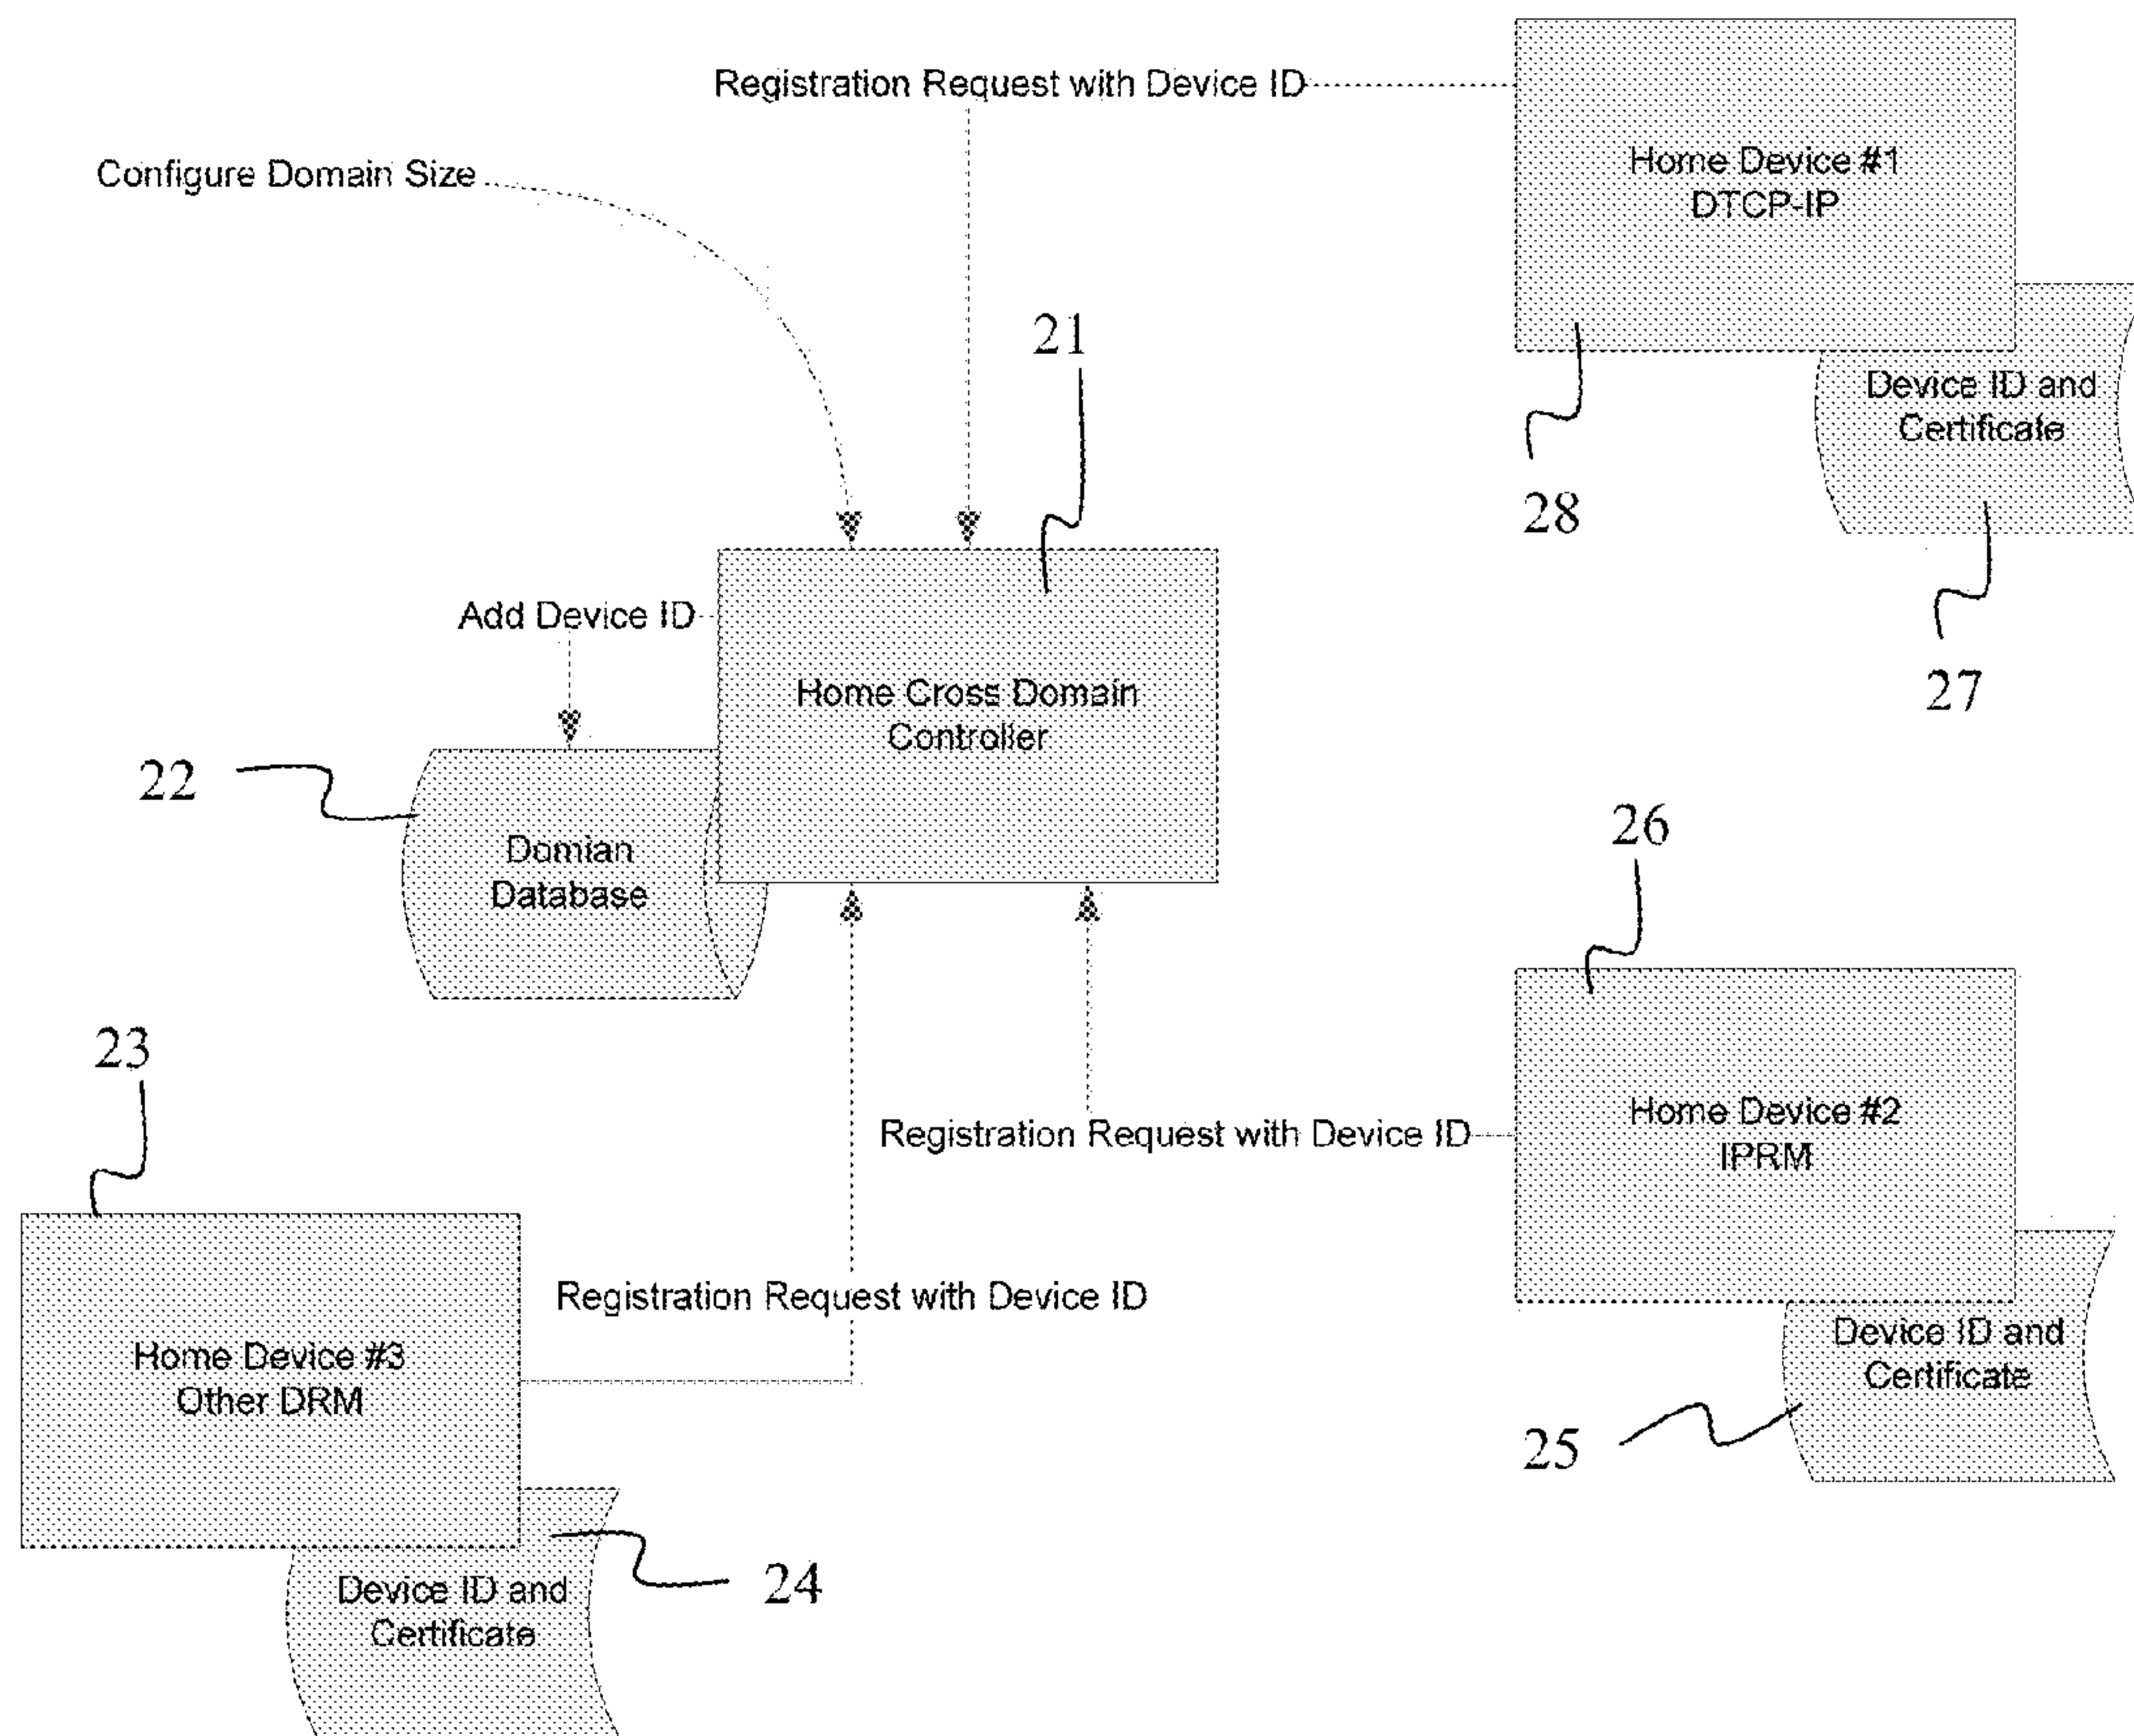 Registration Request with Device ID
Home Device #1
DTCP-IP
Configure Domain Size
21
Device ID and
Certificate
28
Add Device ID
27
Home Cross Domain
Controller
22
26
Domian
Database
23
Home Device #2
IPRM
Registration Request with Device ID
Registration Request with Device ID
Home Device #3
Other DRM
Device ID and
Certificate
25
24
Device ID and
Certificate